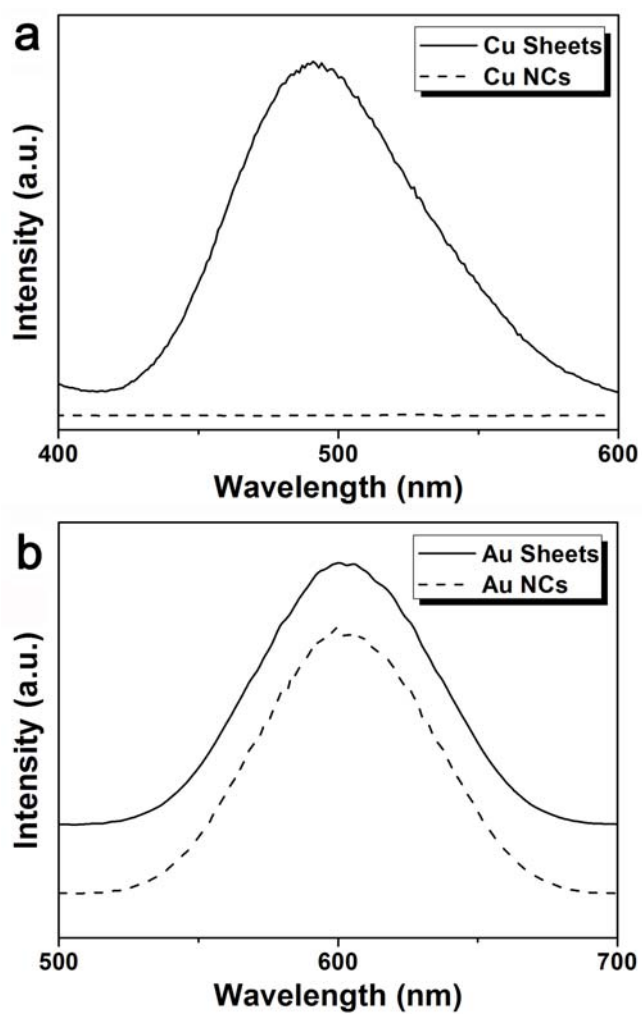 a
Cu Sheets
Cu NCs
Intensity (a.u.)
400 500 600
Wavelength (nm)
b
Au Sheets
Au NCs
Intensity (a.u.)
500 600 700
Wavelength (nm)